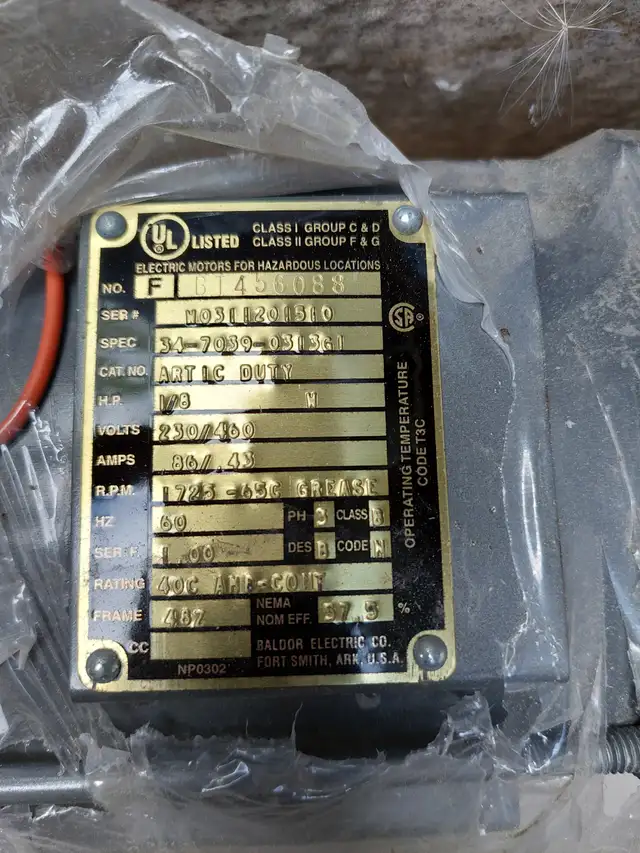 UL® LISTED CLASS I GROUP C & D
CLASS II GROUP F & G
ELECTRIC MOTORS FOR HAZARDOUS LOCATIONS
NO. F BT456088
SER # M0311201510
SPEC 34-7039-0313G1
CAT. NO. ARTIC DUTY
H.P. 1/8 M
VOLTS 230/460
AMPS .86/.43
R.P.M. 1725 -65C GREASE
HZ 60 PH 3 CLASS B
SER. F. 1.00 DES B CODE N
RATING 40C AMB-CONT
FRAME 48Z NEMA NOM EFF. 57.5 %
CC
BALDOR ELECTRIC CO.
FORT SMITH, ARK. U.S.A.
NP0302
SA ®
OPERATING TEMPERATURE
CODE T3C